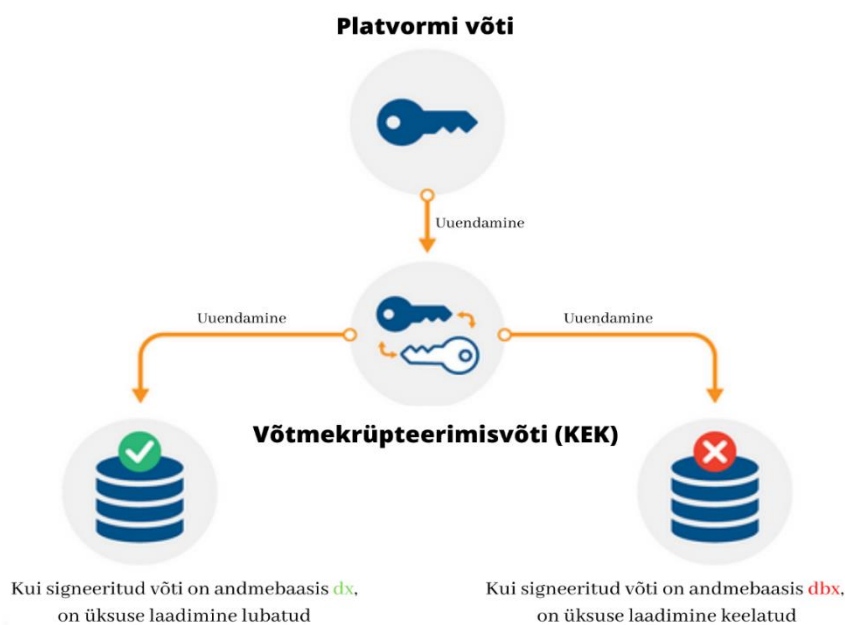 Platvormi võti
Uuendamine
Uuendamine
Uuendamine
Võtmekrüpteerimisvõti (KEK)
Kui signeeritud võti on andmebaasis dx,
on üksuse laadimine lubatud
Kui signeeritud võti on andmebaasis dbx,
on üksuse laadimine keelatud